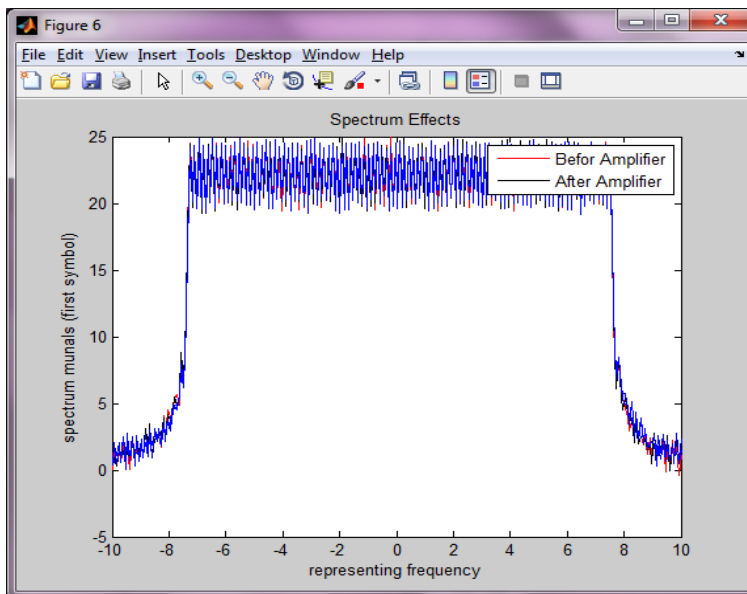 Figure 6
File Edit View Insert Tools Desktop Window Help
Spectrum Effects
25
20
15
10
5
0
-5
spectrum munals (first symbol)
Befor Amplifier
After Amplifier
-10 -8 -6 -4 -2 0 2 4 6 8 10
representing frequency